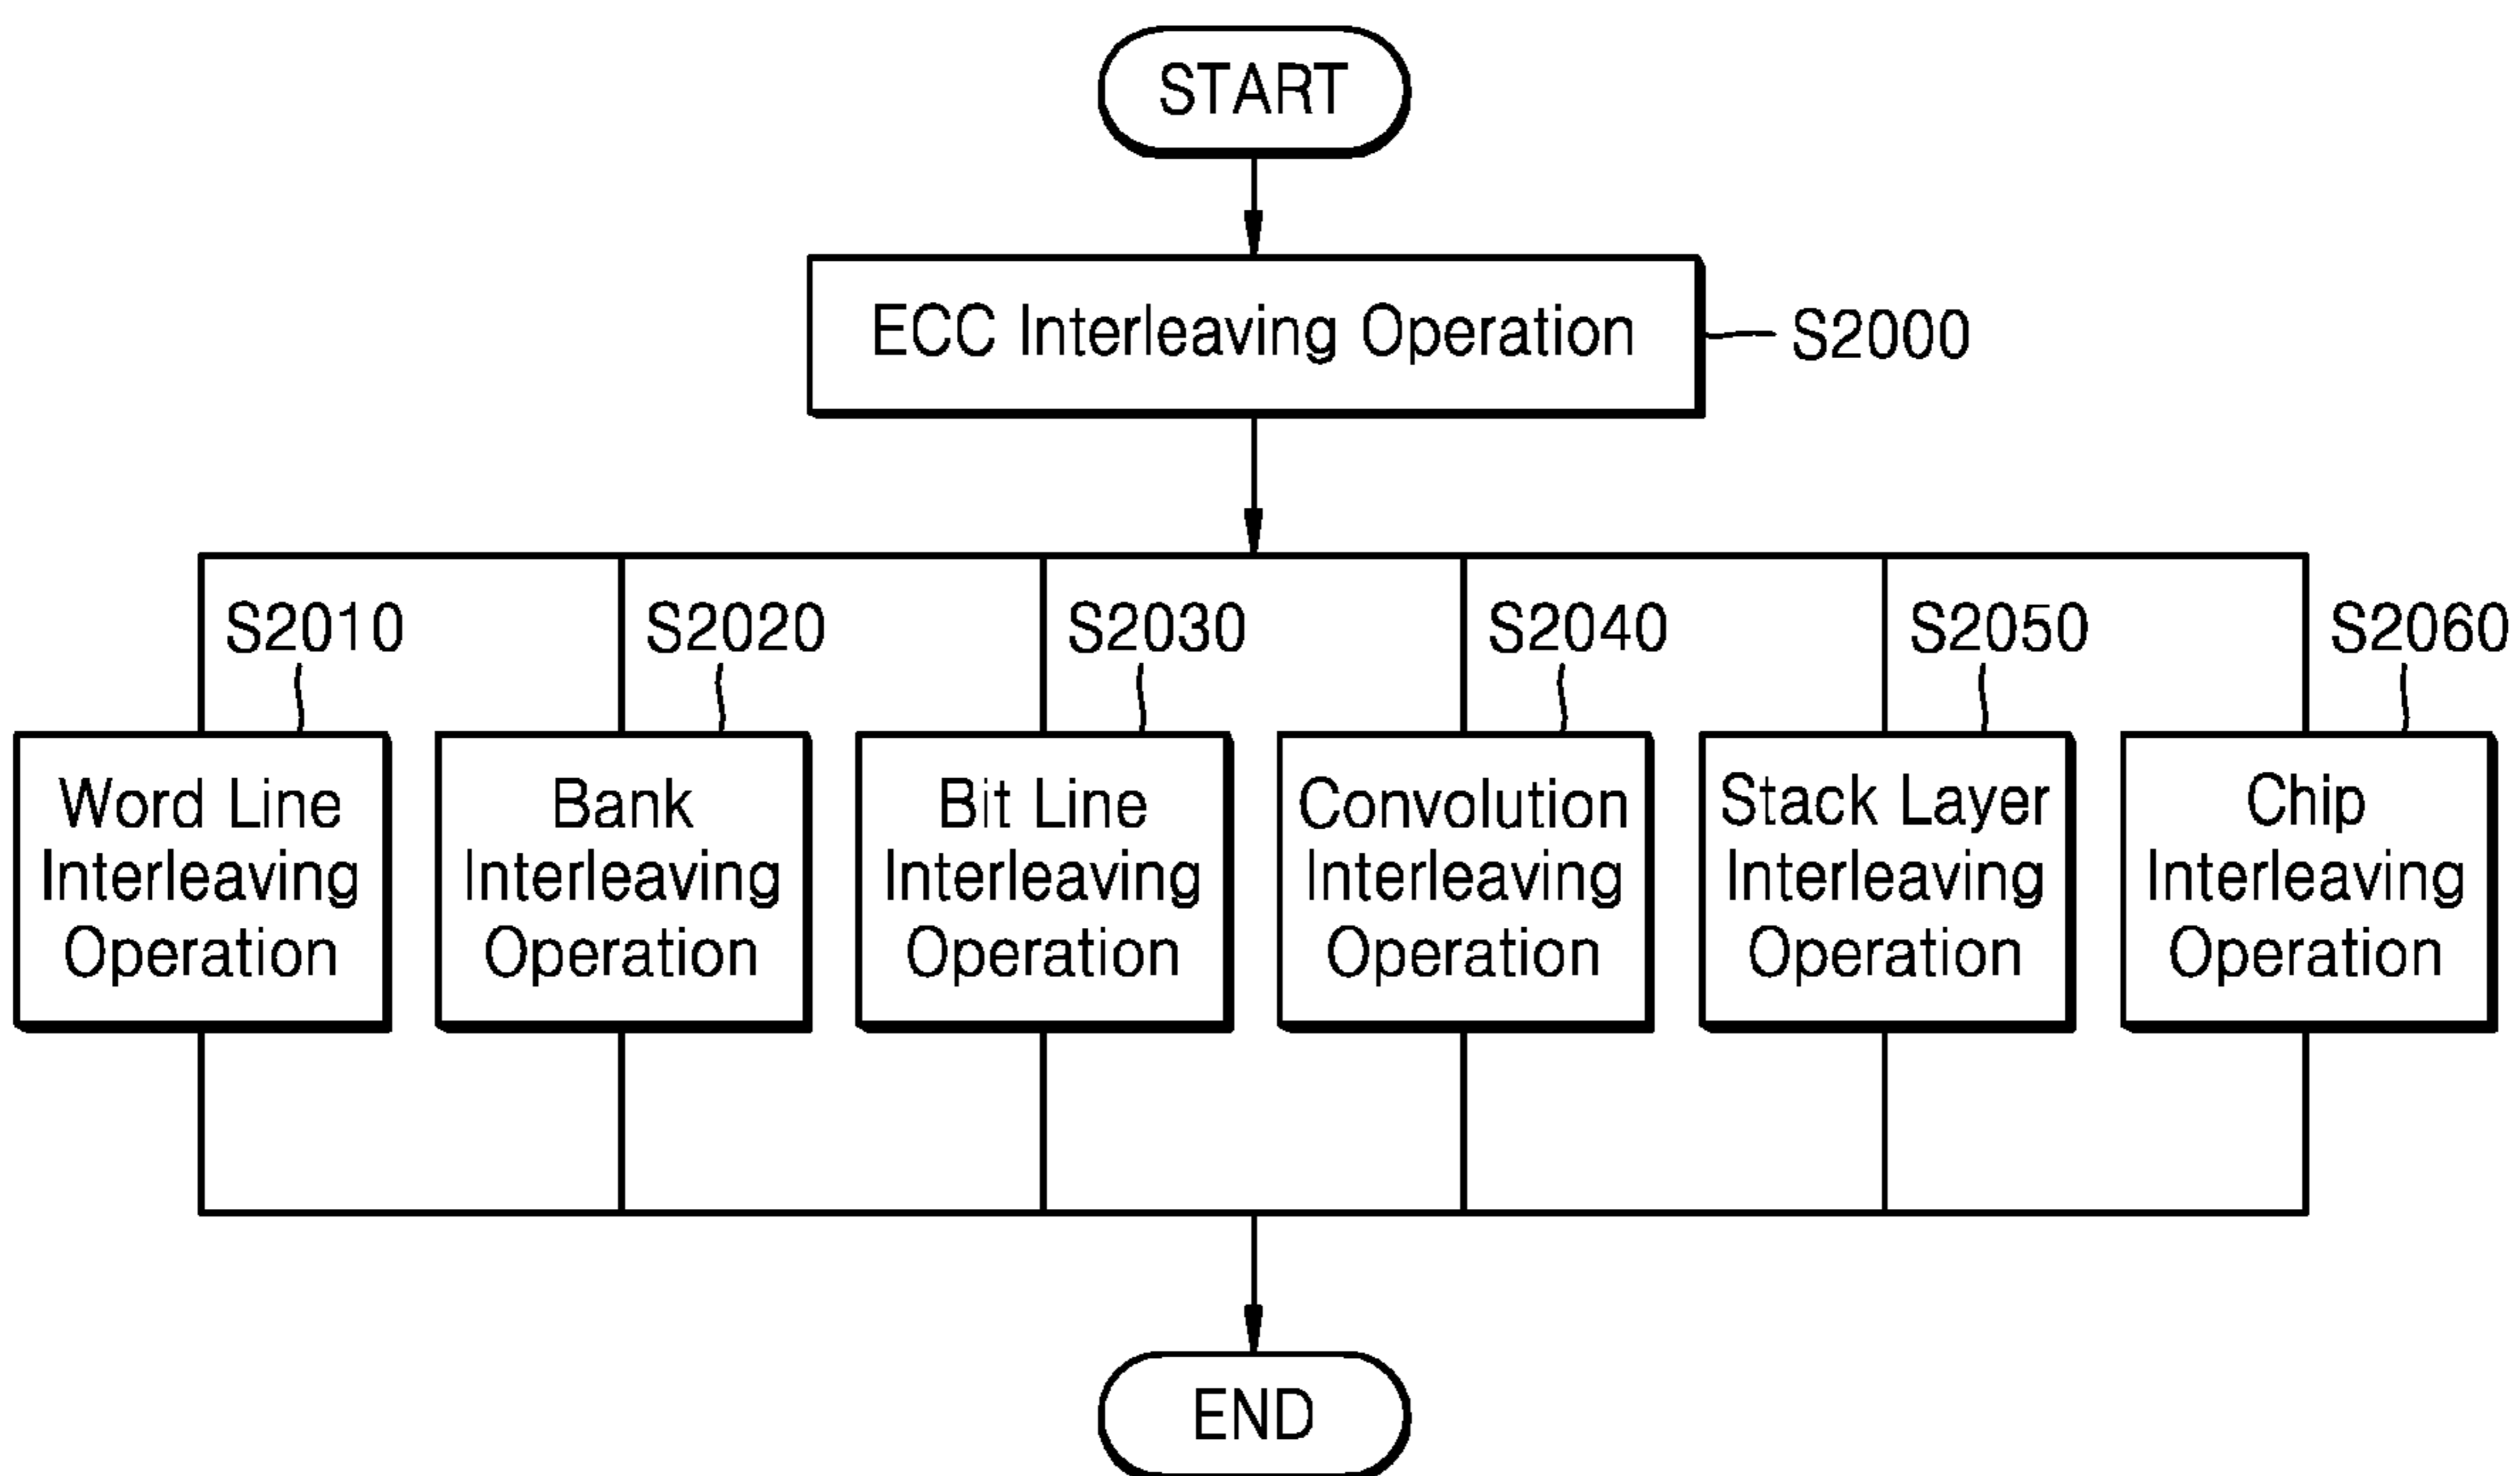 START
ECC Interleaving Operation
S2000
S2010
S2020
S2030
S2040
S2050
S2060
Word Line
Interleaving
Operation
Bank
Interleaving
Operation
Bit Line
Interleaving
Operation
Convolution
Interleaving
Operation
Stack Layer
Interleaving
Operation
Chip
Interleaving
Operation
END